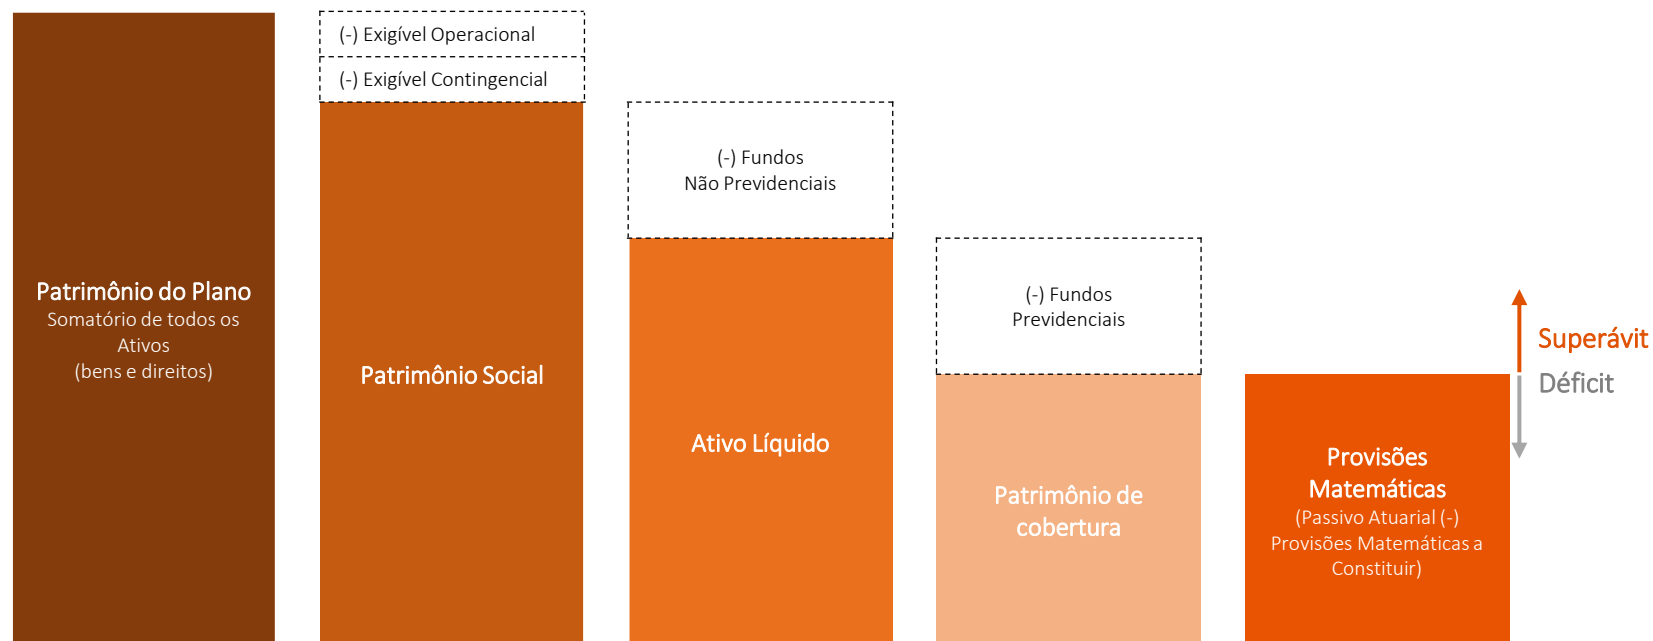 Patrimônio do Plano
Somatório de todos os
Ativos
(bens e direitos)
(-) Exigível Operacional
(-) Exigível Contingencial
Patrimônio Social
(-) Fundos
Não Previdenciais
Ativo Líquido
(-) Fundos
Previdenciais
Patrimônio de
cobertura
Provisões
Matemáticas
(Passivo Atuarial (-)
Provisões Matemáticas a
Constituir)
Superávit
Déficit